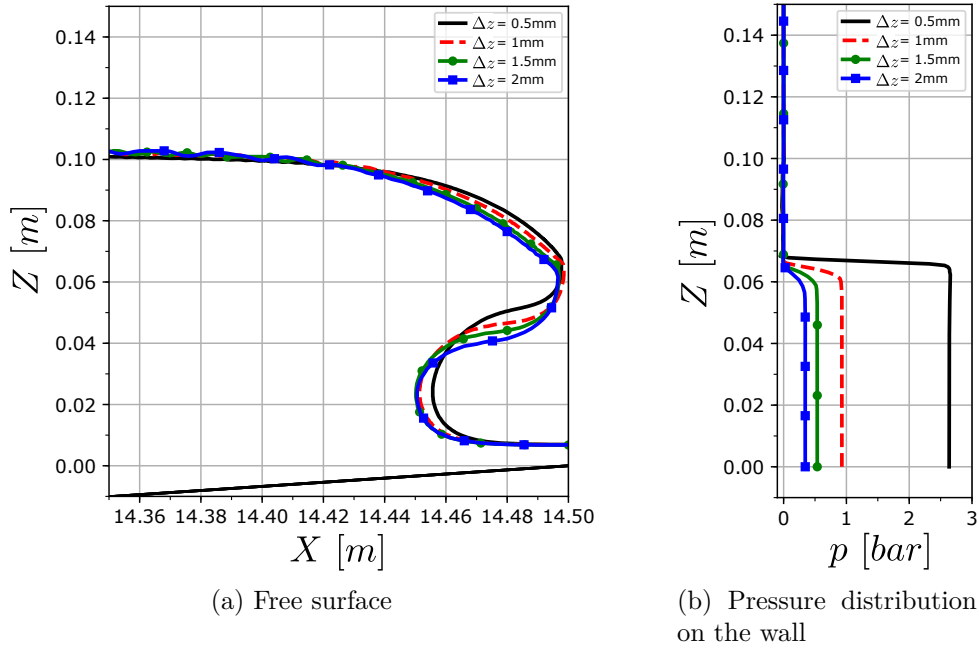 Δz = 0.5mm
Δz = 1mm
Δz = 1.5mm
Δz = 2mm
0.14
0.12
0.10
0.08
0.06
0.04
0.02
0.00
Z [m]
14.36 14.38 14.40 14.42 14.44 14.46 14.48 14.50
X [m]
(a) Free surface
Δz = 0.5mm
Δz = 1mm
Δz = 1.5mm
Δz = 2mm
0.14
0.12
0.10
0.08
0.06
0.04
0.02
0.00
Z [m]
0 1 2 3
p [bar]
(b) Pressure distribution
on the wall